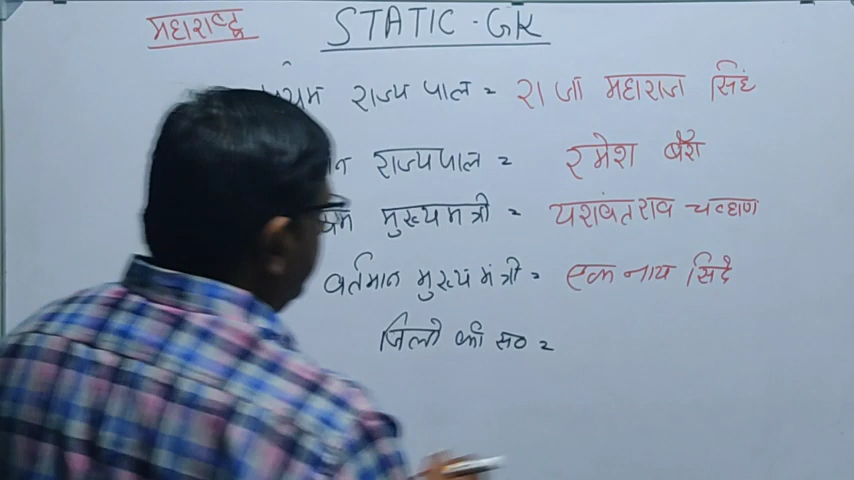 महाराष्ट्र STATIC - GK
राज्यपाल = राजा महाराज सिंह
राज्यपाल = रमेश बैस
मुख्यमंत्री = यशवंतराव चव्हाण
वर्तमान मुख्यमंत्री = एकनाथ सिंदे
जिलों की सं० =